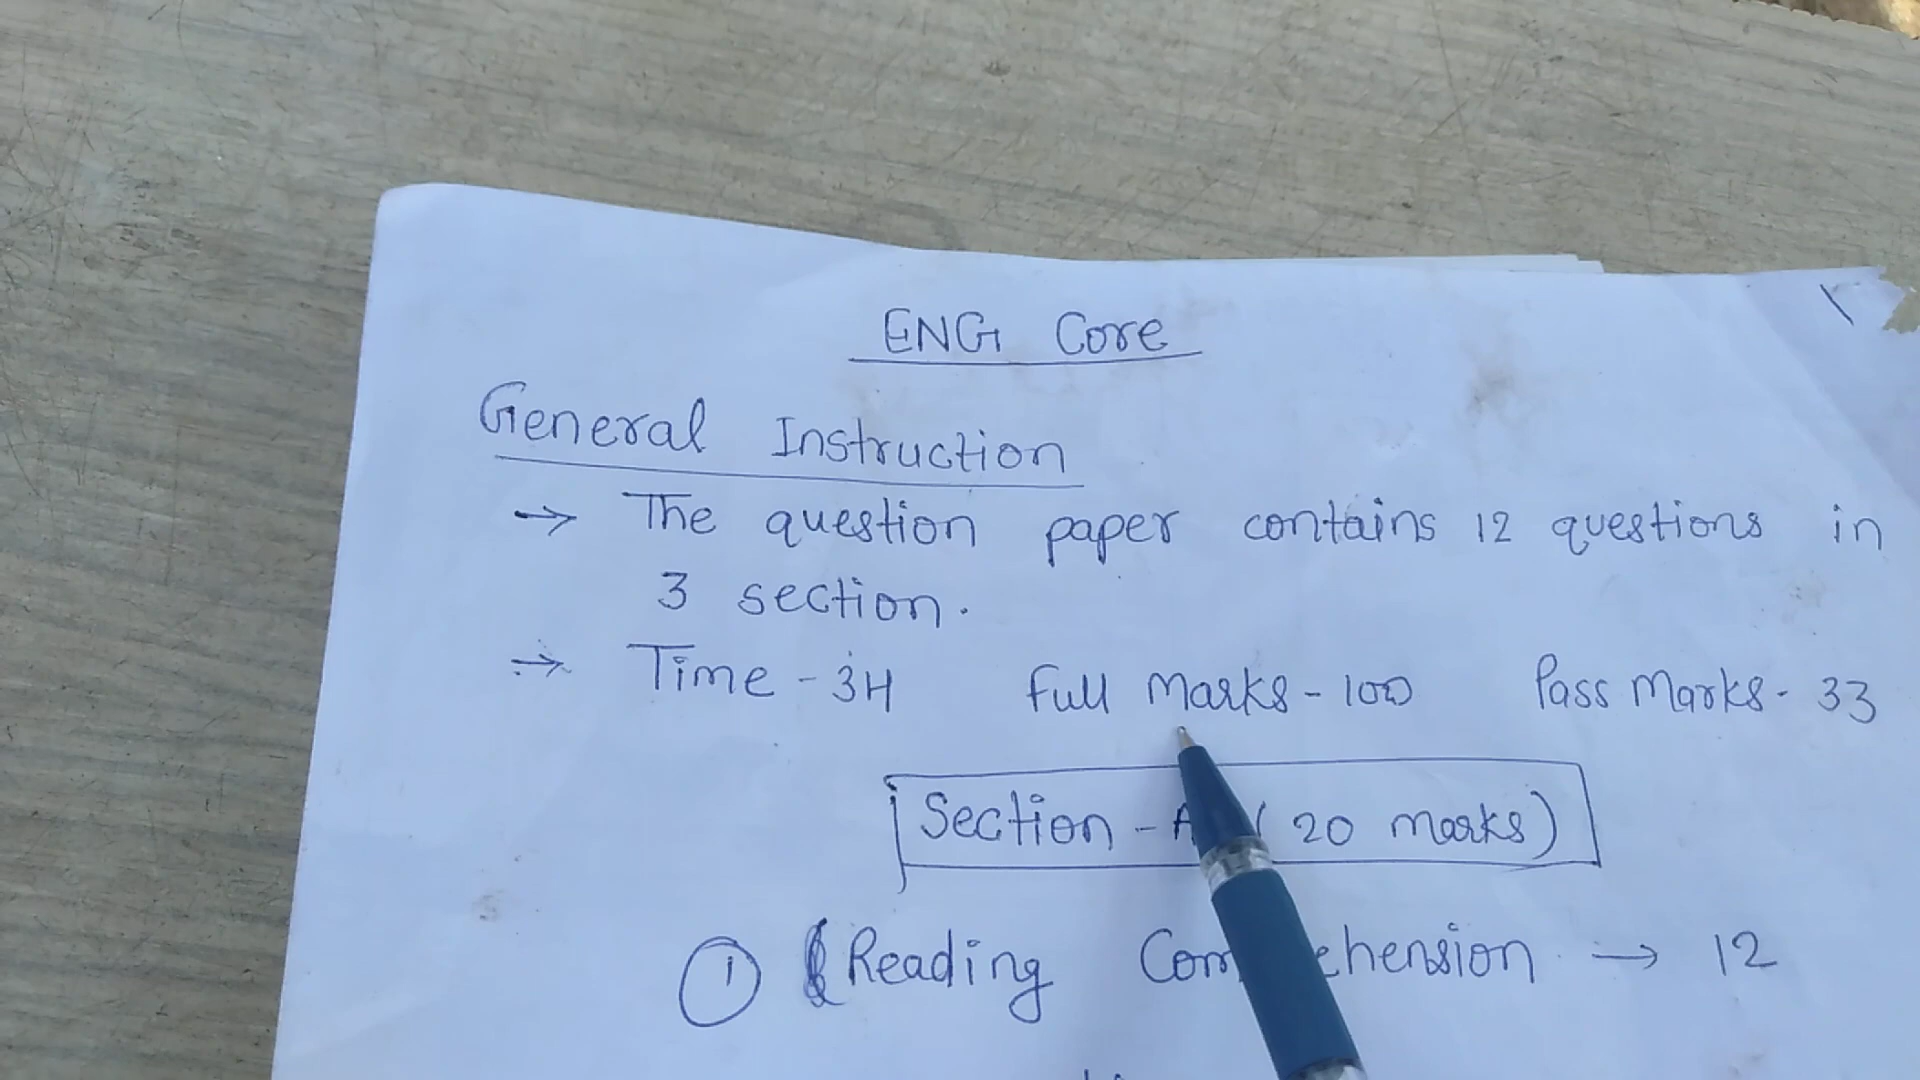 ENG Core
General Instruction
→ The question paper contains 12 questions in
3 section.
→ Time - 3H Full Marks - 100 Pass Marks - 33
Section - A (20 marks)
① Reading Comprehension → 12